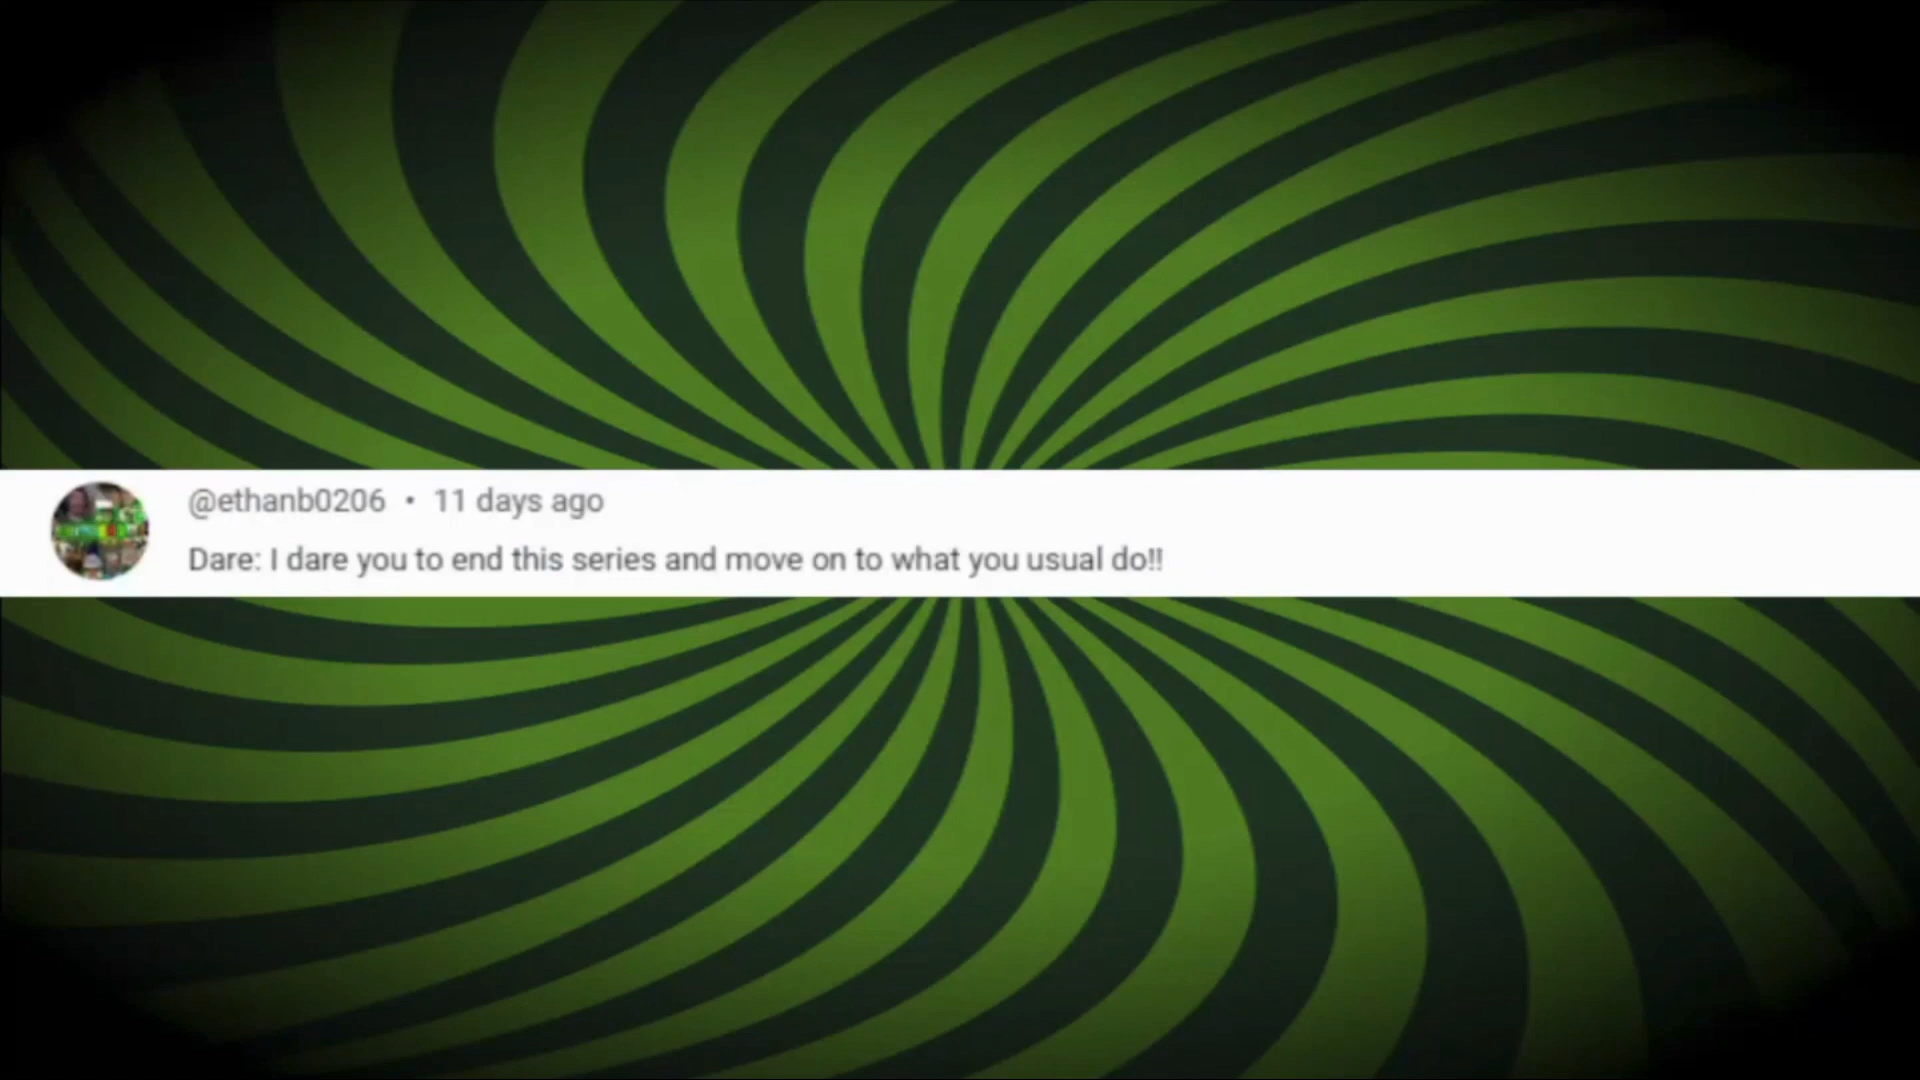 @ethanb0206 • 11 days ago
Dare: I dare you to end this series and move on to what you usual do!!